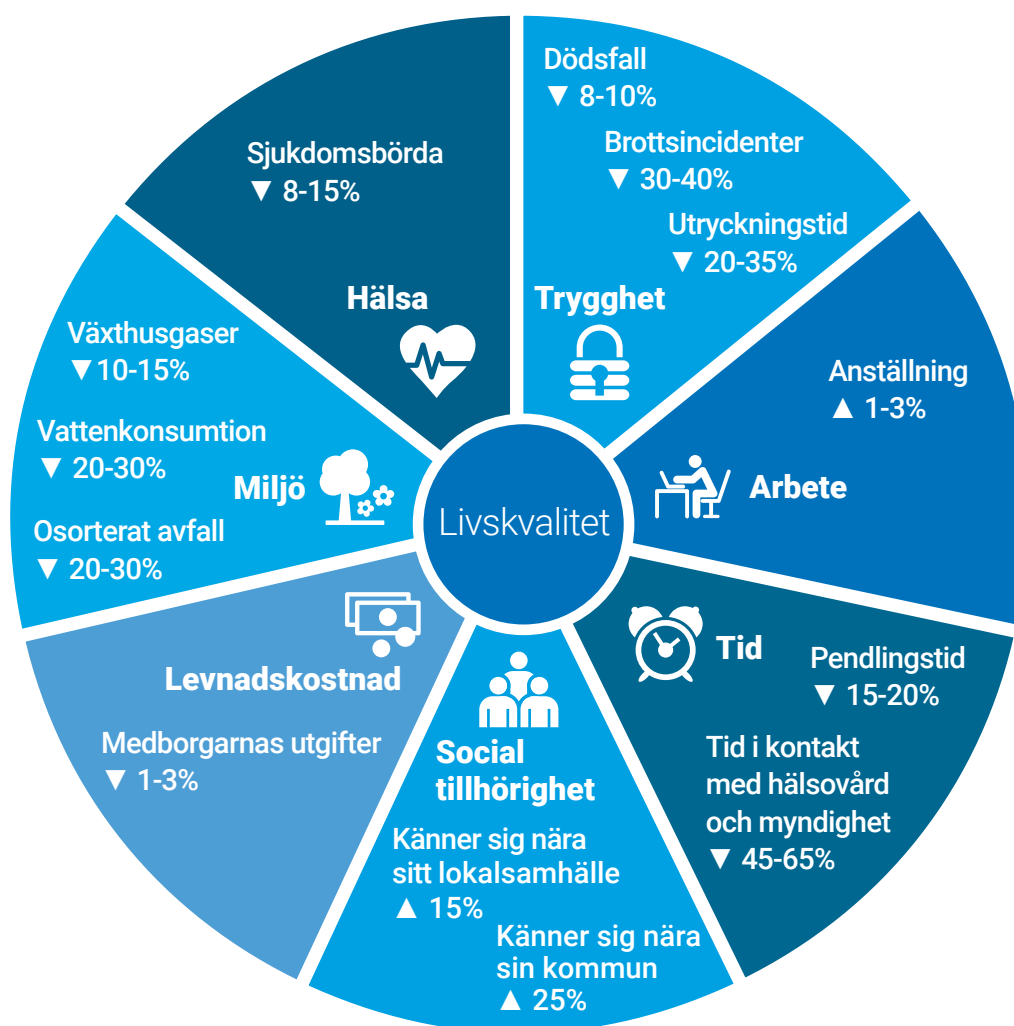 Dödsfall
▼ 8-10%
Brottsincidenter
▼ 30-40%
Utryckningstid
▼ 20-35%
Trygghet
Anställning
▲ 1-3%
Arbete
Tid
Pendlingstid
▼ 15-20%
Tid i kontakt
med hälsovård
och myndighet
▼ 45-65%
Social
tillhörighet
Känner sig nära
sitt lokalsamhälle
▲ 15%
Känner sig nära
sin kommun
▲ 25%
Levnadskostnad
Medborgarnas utgifter
▼ 1-3%
Växthusgaser
▼ 10-15%
Vattenkonsumtion
▼ 20-30%
Miljö
Osorterat avfall
▼ 20-30%
Sjukdomsbörda
▼ 8-15%
Hälsa
Livskvalitet